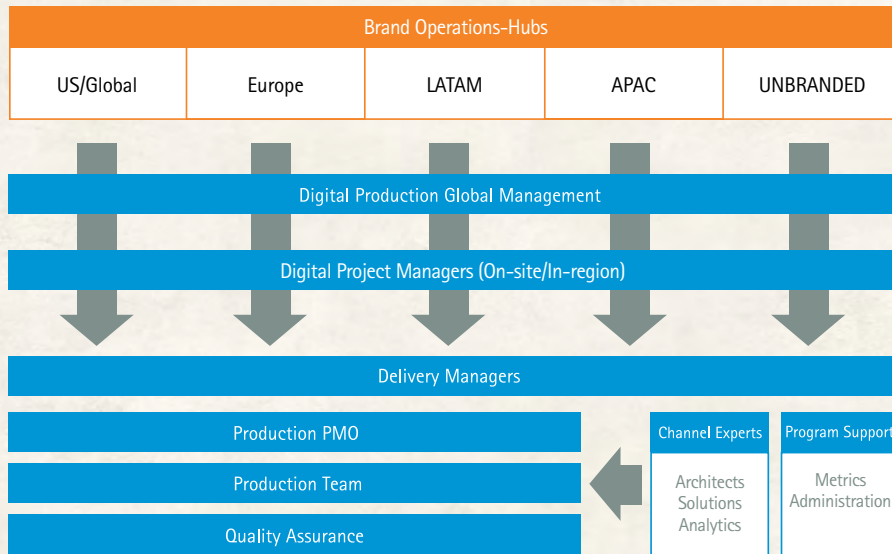 Brand Operations-Hubs
US/Global
Europe
LATAM
APAC
UNBRANDED
Digital Production Global Management
Digital Project Managers (On-site/In-region)
Delivery Managers
Production PMO
Production Team
Quality Assurance
Channel Experts
Architects
Solutions
Analytics
Program Support
Metrics
Administration